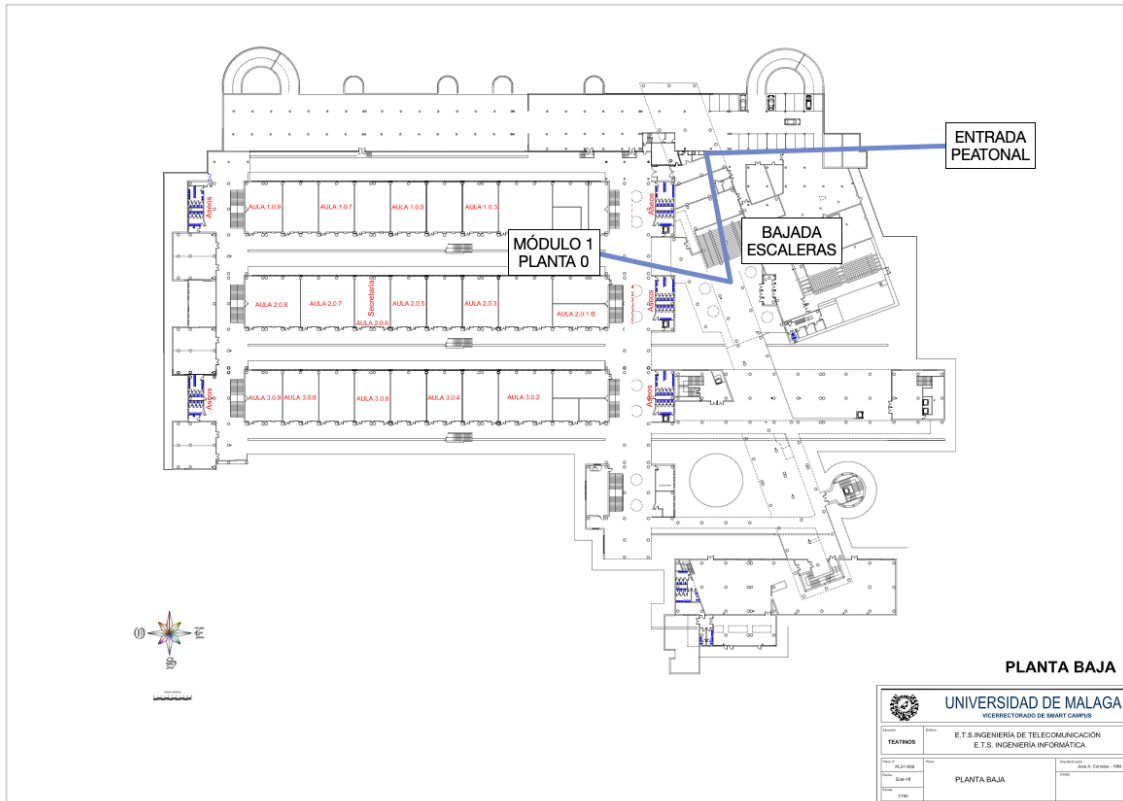 ENTRADA
PEATONAL
Aseos
AULA 1.0.9
AULA 1.0.7
AULA 1.0.5
AULA 1.0.3
Aseos
BAJADA
ESCALERAS
MÓDULO 1
PLANTA 0
AULA 2.0.8
AULA 2.0.7
Secretarías
AULA 2.0.6
AULA 2.0.5
AULA 2.0.3
AULA 2.0.1 B
Aseos
Aseos
AULA 3.0.9
AULA 3.0.8
AULA 3.0.6
AULA 3.0.4
AULA 3.0.2
Aseos
O
E
S
PLANTA BAJA
UNIVERSIDAD DE MALAGA
VICERRECTORADO DE SMART CAMPUS
TEATINOS
E.T.S.INGENIERÍA DE TELECOMUNICACIÓN
E.T.S. INGENIERÍA INFORMÁTICA
Ene-18
PLANTA BAJA